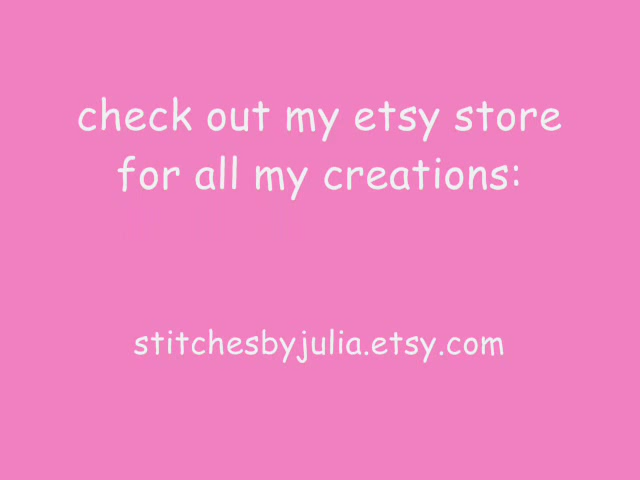 check out my etsy store
for all my creations:
stitchesbyjulia.etsy.com